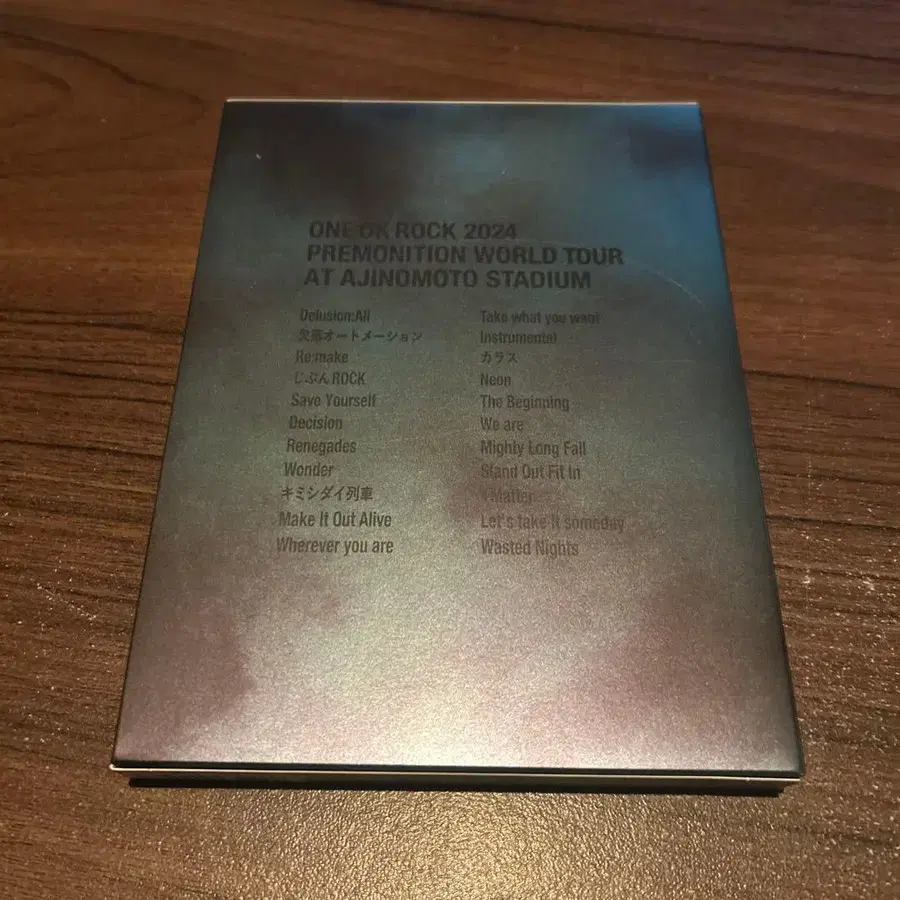 ONE OK ROCK 2024
PREMONITION WORLD TOUR
AT AJINOMOTO STADIUM
Delusion:All
欠落オートメーション
Re:make
じぶんROCK
Save Yourself
Decision
Renegades
Wonder
キミシダイ列車
Make It Out Alive
Wherever you are
Take what you want
Instrumental
カラス
Neon
The Beginning
We are
Mighty Long Fall
Stand Out Fit In
+Matter
Let's take it someday
Wasted Nights